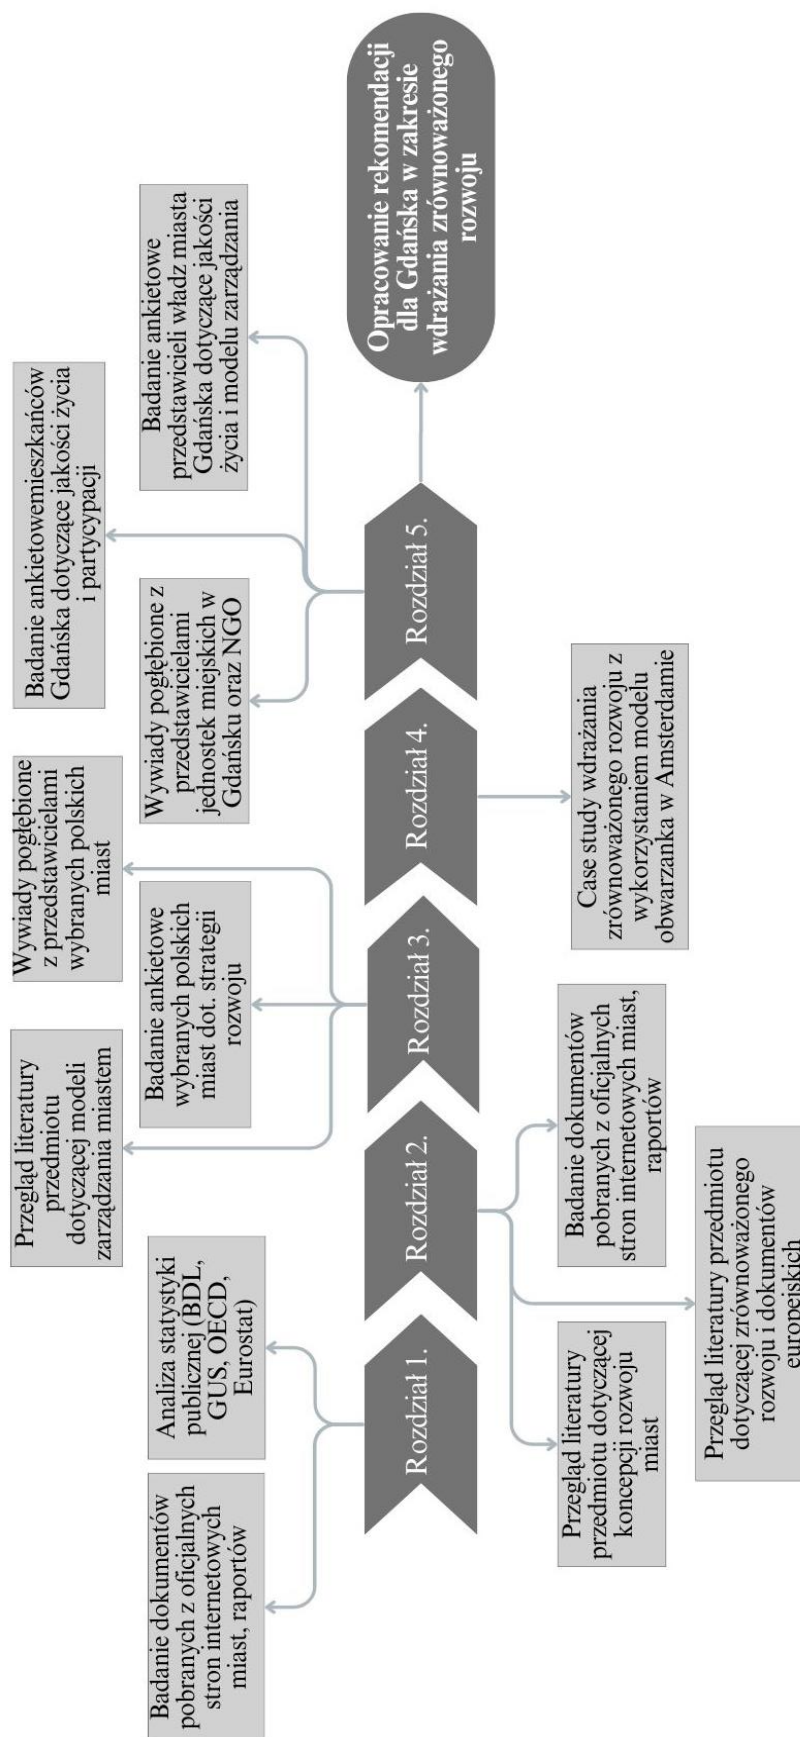 Badanie dokumentów
pobranych z oficjalnych
stron internetowych
miast, raportów
Analiza statystyki
publicznej (BDL,
GUS, OECD,
Eurostat)
Przegląd literatury
przedmiotu
dotyczącej modeli
zarządzania miastem
Badanie ankietowe
wybranych polskich
miast dot. strategii
rozwoju
Wywiady pogłębione
z przedstawicielami
wybranych polskich
miast
Wywiady pogłębione z
przedstawicielami
jednostek miejskich w
Gdańsku oraz NGO
Badanie ankietowemieszkańców
Gdańska dotyczące jakości życia
i partycypacji
Badanie ankietowe
przedstawicieli władz miasta
Gdańska dotyczące jakości
życia i modelu zarządzania
Rozdział 1.
Rozdział 2.
Rozdział 3.
Rozdział 4.
Rozdział 5.
Opracowanie rekomendacji
dla Gdańska w zakresie
wdrażania zrównoważonego
rozwoju
Przegląd literatury
przedmiotu dotyczącej
koncepcji rozwoju
miast
Przegląd literatury przedmiotu
dotyczącej zrównoważonego
rozwoju i dokumentów
europejskich
Badanie dokumentów
pobranych z oficjalnych
stron internetowych miast,
raportów
Case study wdrażania
zrównoważonego rozwoju z
wykorzystaniem modelu
obwarzanka w Amsterdamie